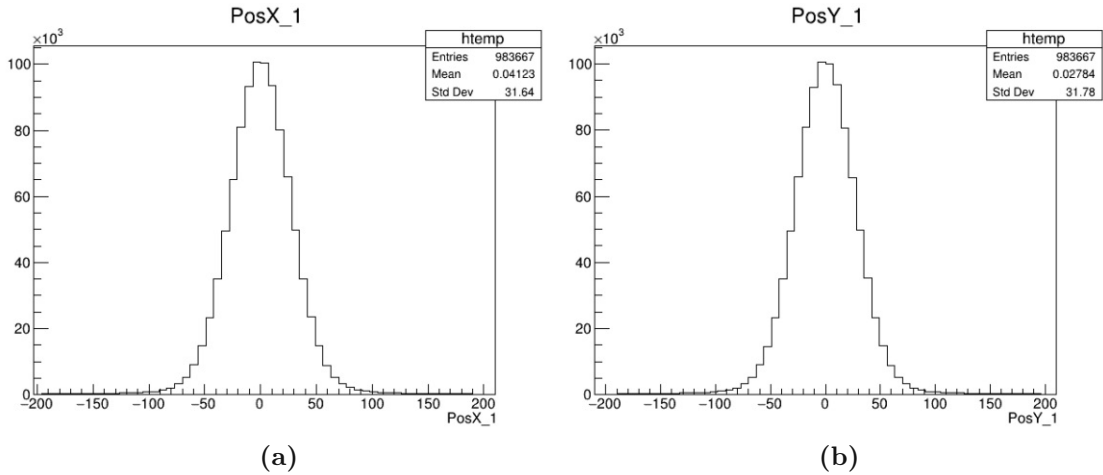 PosX_1
×10³
htemp
Entries 983667
Mean 0.04123
Std Dev 31.64
100
80
60
40
20
0
−200 −150 −100 −50 0 50 100 150 200
PosX_1
(a)
PosY_1
×10³
htemp
Entries 983667
Mean 0.02784
Std Dev 31.78
100
80
60
40
20
0
−200 −150 −100 −50 0 50 100 150 200
PosY_1
(b)